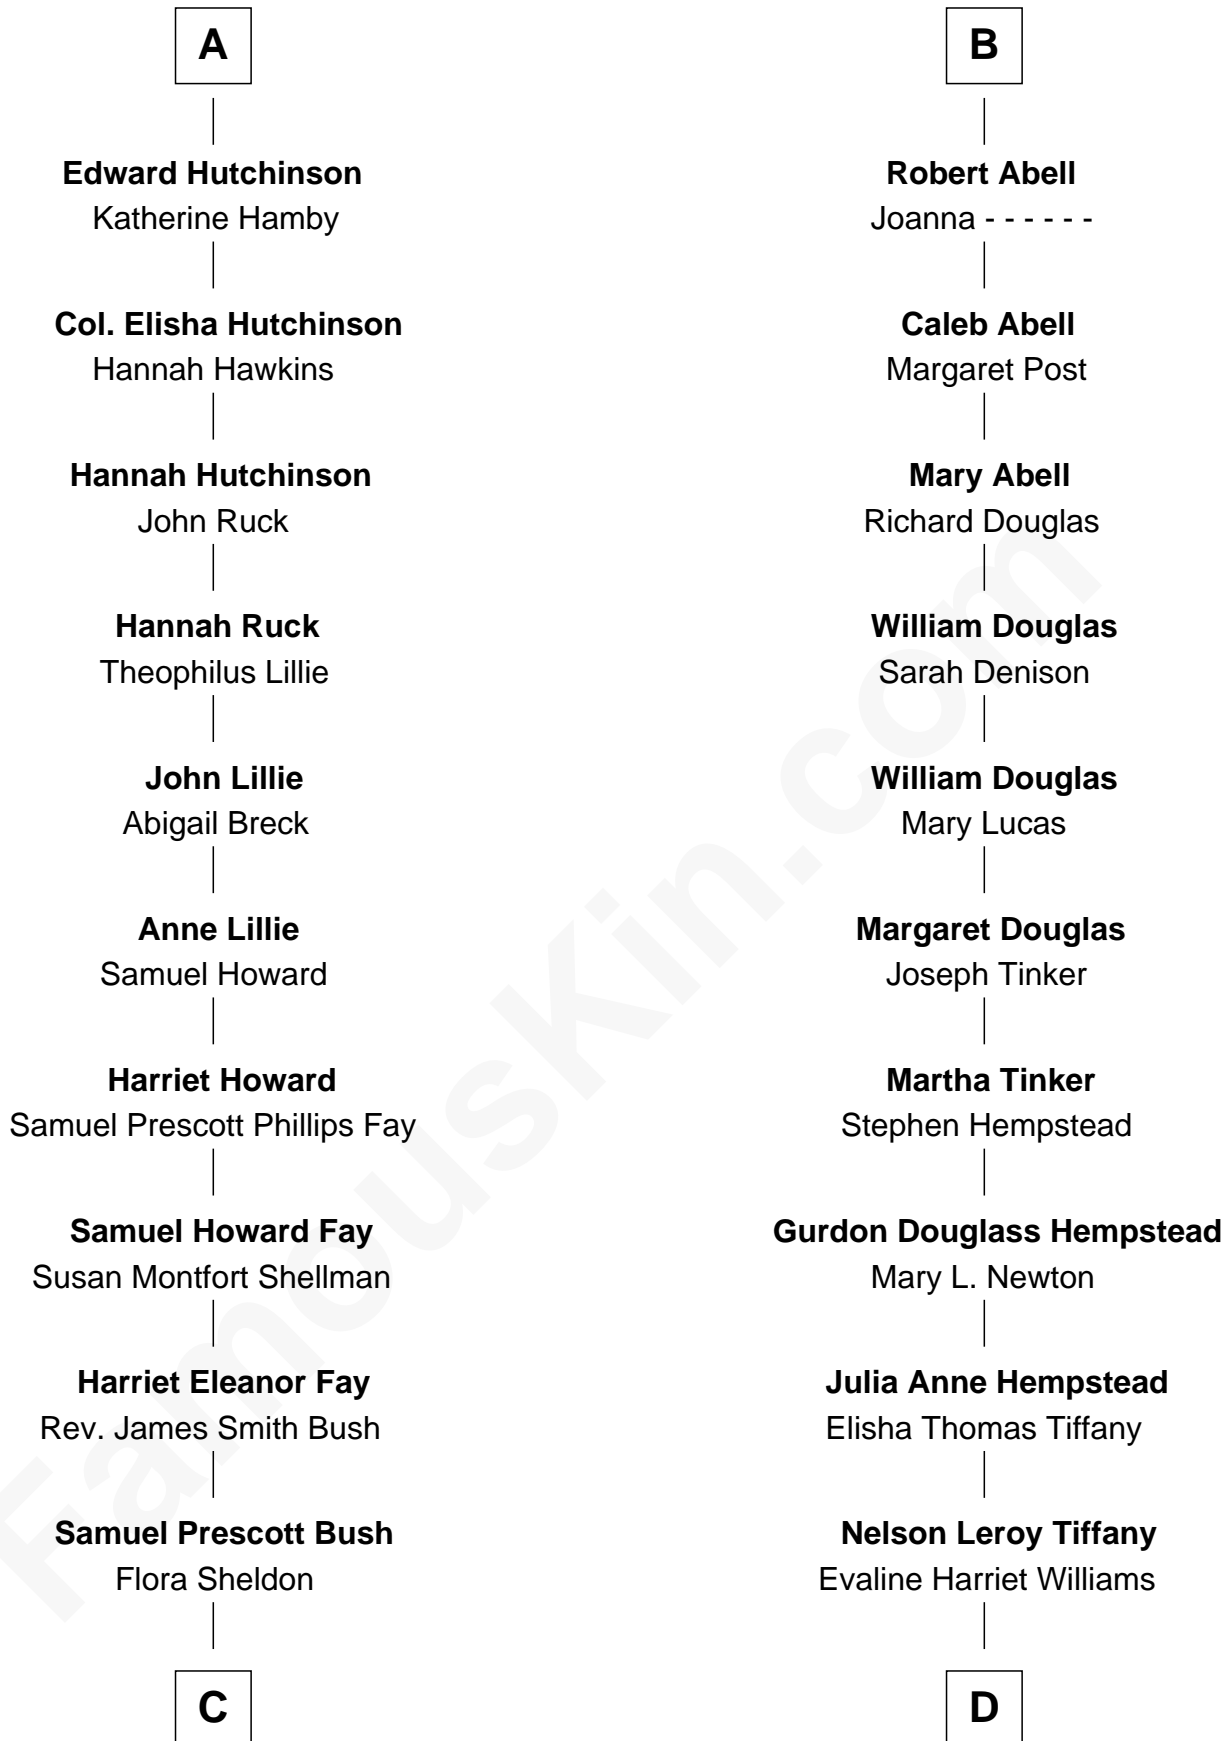 A
Edward Hutchinson
Katherine Hamby
Col. Elisha Hutchinson
Hannah Hawkins
Hannah Hutchinson
John Ruck
Hannah Ruck
Theophilus Lillie
John Lillie
Abigail Breck
Anne Lillie
Samuel Howard
Harriet Howard
Samuel Prescott Phillips Fay
Samuel Howard Fay
Susan Montfort Shellman
Harriet Eleanor Fay
Rev. James Smith Bush
Samuel Prescott Bush
Flora Sheldon
C
B
Robert Abell
Joanna - - - - - -
Caleb Abell
Margaret Post
Mary Abell
Richard Douglas
William Douglas
Sarah Denison
William Douglas
Mary Lucas
Margaret Douglas
Joseph Tinker
Martha Tinker
Stephen Hempstead
Gurdon Douglass Hempstead
Mary L. Newton
Julia Anne Hempstead
Elisha Thomas Tiffany
Nelson Leroy Tiffany
Evaline Harriet Williams
D
FamousKin.com